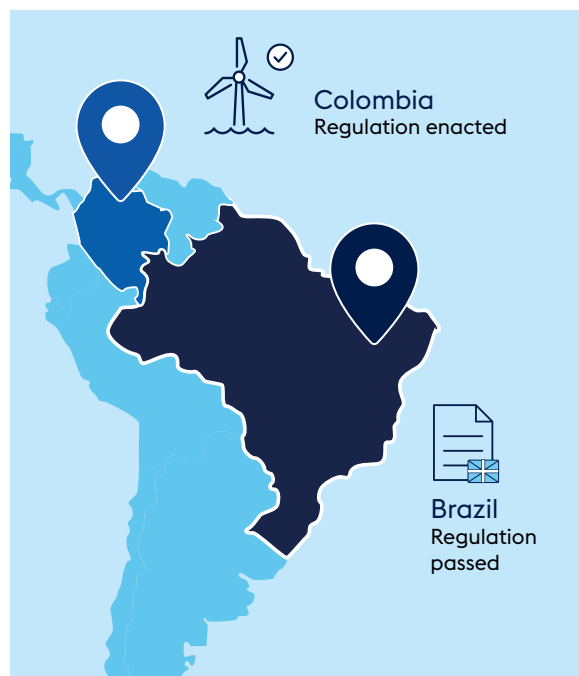 Colombia
Regulation enacted
Brazil
Regulation
passed